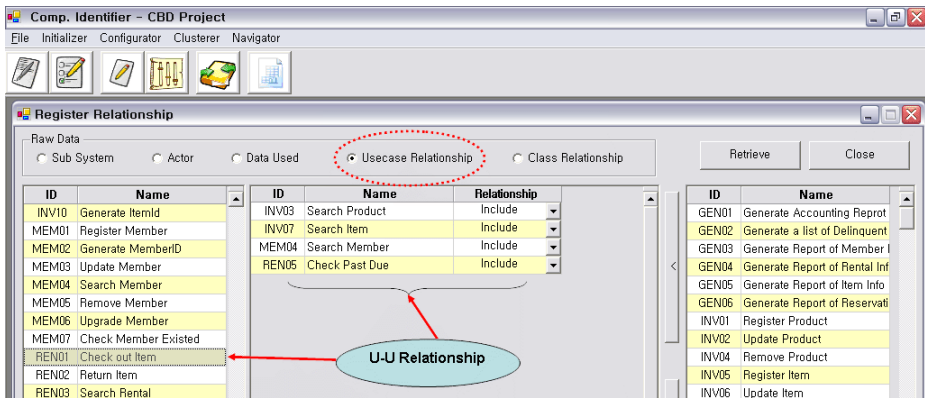 Comp. Identifier - CBD Project
File Initializer Configurator Clusterer Navigator
Register Relationship
Raw Data
Sub System Actor Data Used Usecase Relationship Class Relationship
Retrieve Close
ID Name
INV10 Generate ItemId
MEM01 Register Member
MEM02 Generate MemberID
MEM03 Update Member
MEM04 Search Member
MEM05 Remove Member
MEM06 Upgrade Member
MEM07 Check Member Existed
REN01 Check out Item
REN02 Return Item
REN03 Search Rental
ID Name Relationship
INV03 Search Product Include
INV07 Search Item Include
MEM04 Search Member Include
REN05 Check Past Due Include
U-U Relationship
<
ID Name
GEN01 Generate Accounting Reprot
GEN02 Generate a list of Delinquent
GEN03 Generate Report of Member
GEN04 Generate Report of Rental Inf
GEN05 Generate Report of Item Info
GEN06 Generate Report of Reservati
INV01 Register Product
INV02 Update Product
INV04 Remove Product
INV05 Register Item
INV06 Update Item